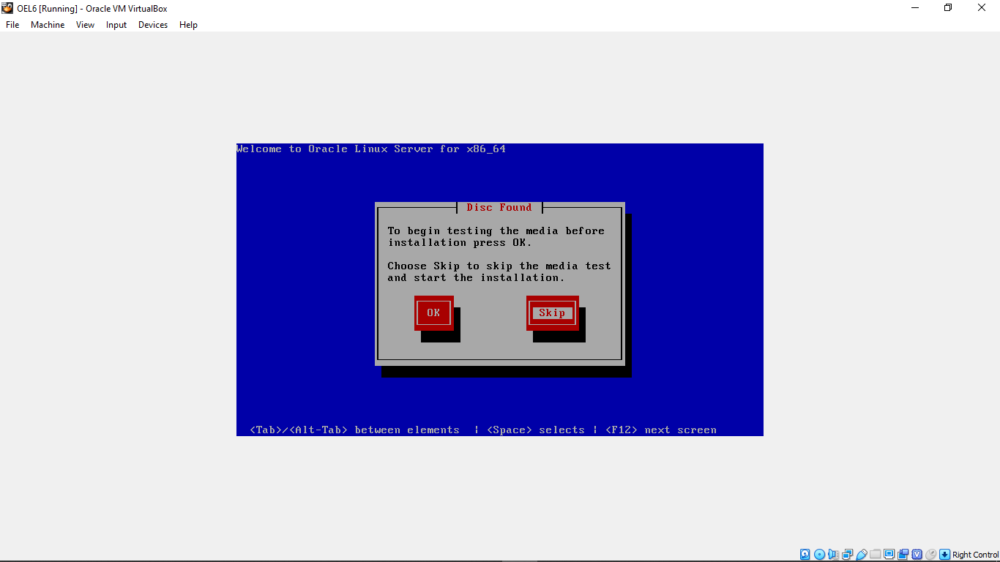 OEL6 [Running] - Oracle VM VirtualBox
File Machine View Input Devices Help
Welcome to Oracle Linux Server for x86_64
Disc Found
To begin testing the media before
installation press OK.
Choose Skip to skip the media test
and start the installation.
OK Skip
<Tab>/<Alt-Tab> between elements | <Space> selects | <F12> next screen
Right Control